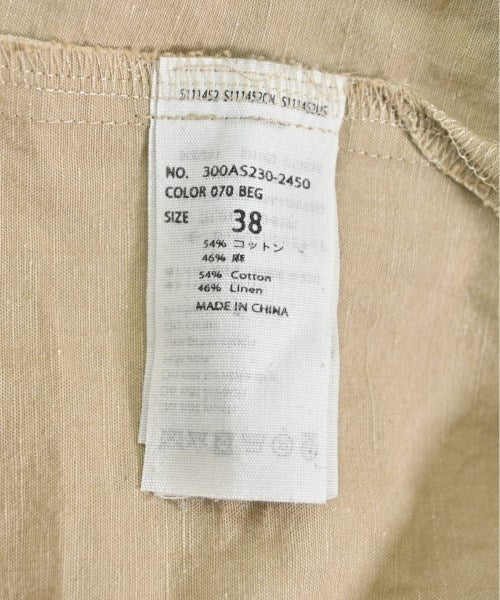 S111452 S111452CN S111452US
NO. 300AS230-2450
COLOR 070 BEG
SIZE 38
54% コットン
46% 麻
54% Cotton
46% Linen
MADE IN CHINA